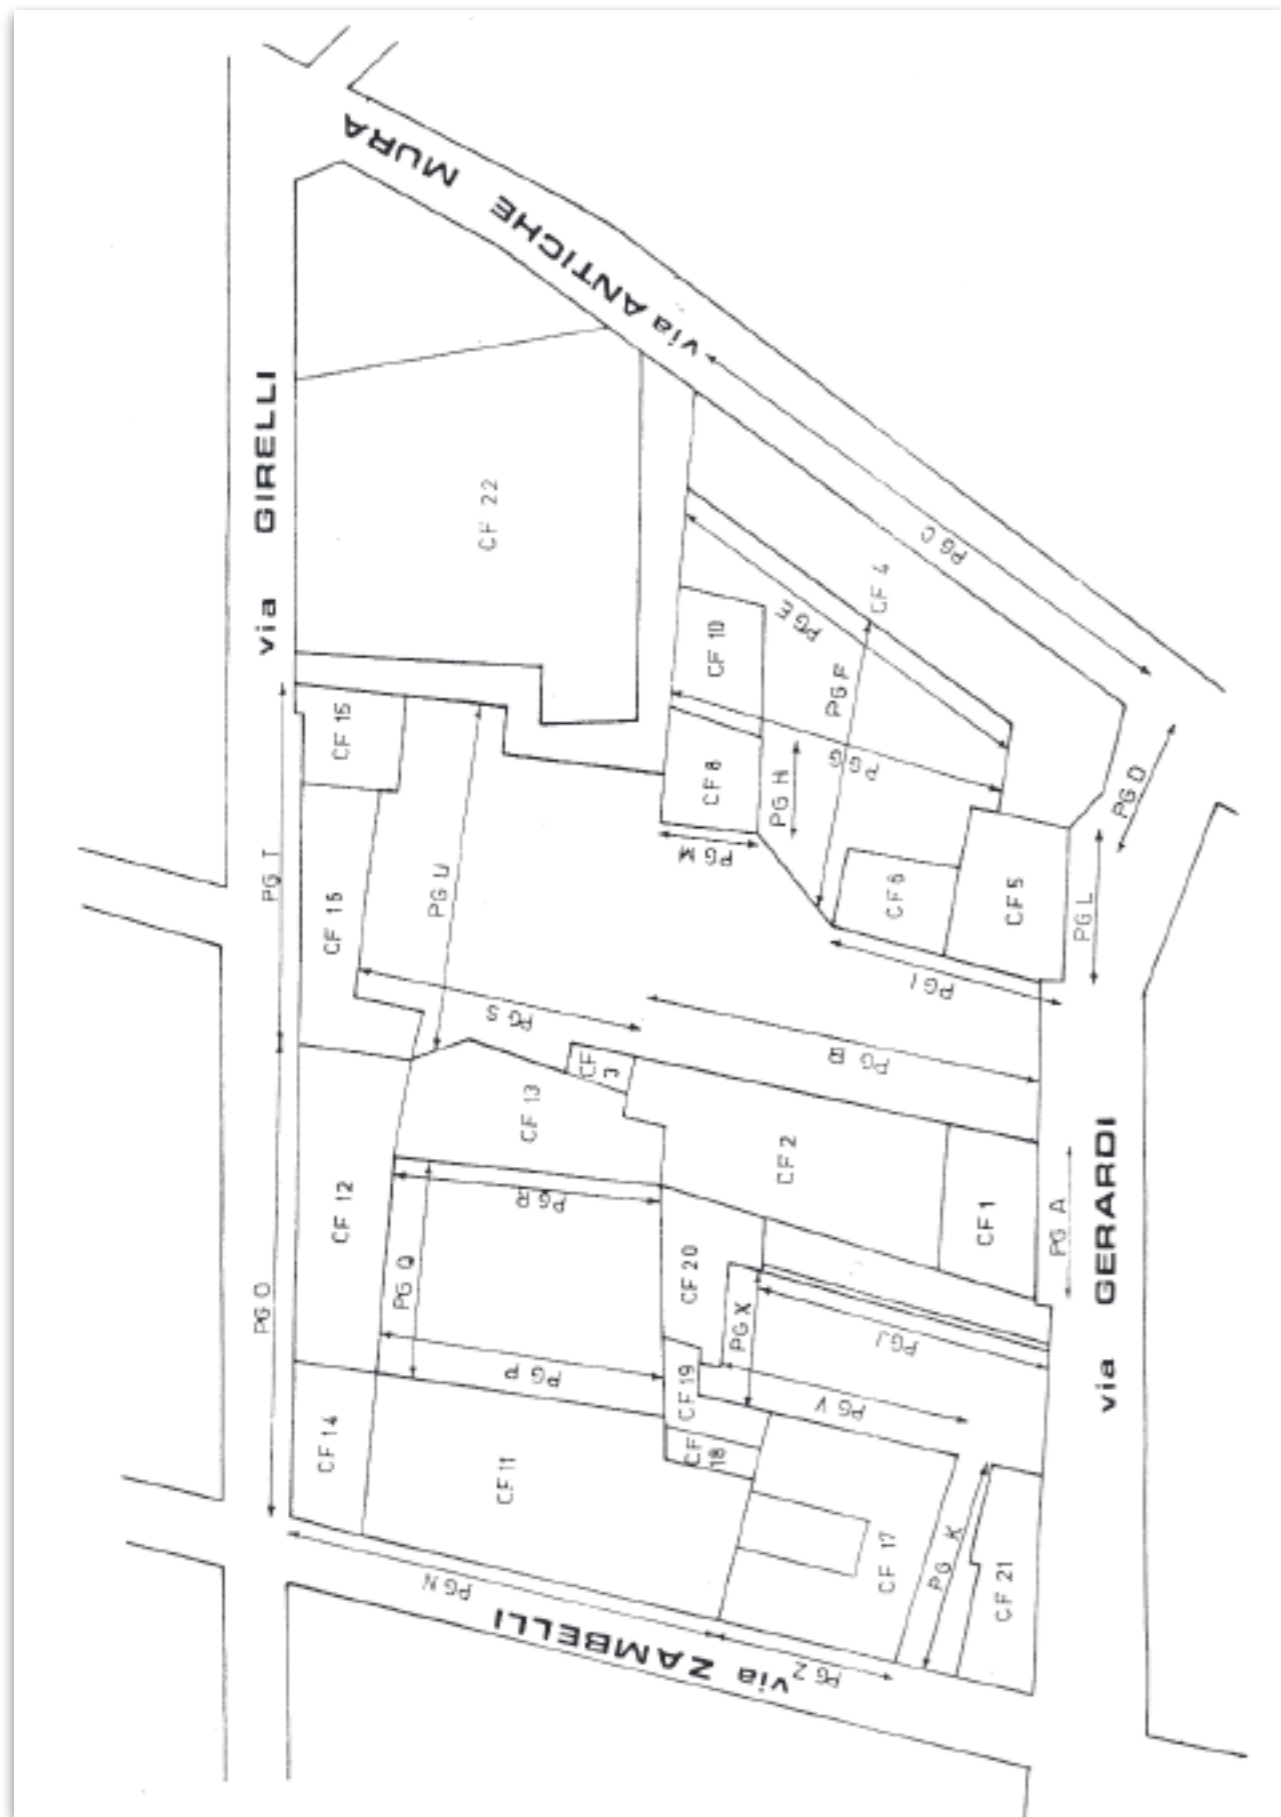 via ANTICHE MURA
via GIRELLI
CF 22
PG C
CF 4
PG E
CF 10
PG F
CF 15
PG G
CF 8
PG H
PG D
PG M
PG T
PG U
CF 6
CF 5
PG L
CF 15
PG I
PG S
PG B
CF 3
CF 13
CF 2
CF 12
PG R
CF 1
PG A
via GERARDI
PG Q
CF 20
PG O
PG X
PG J
PG P
CF 19
PG V
CF 14
CF 18
CF 11
CF 17
PG K
CF 21
PG N
via ZAMBELLI
PG Z